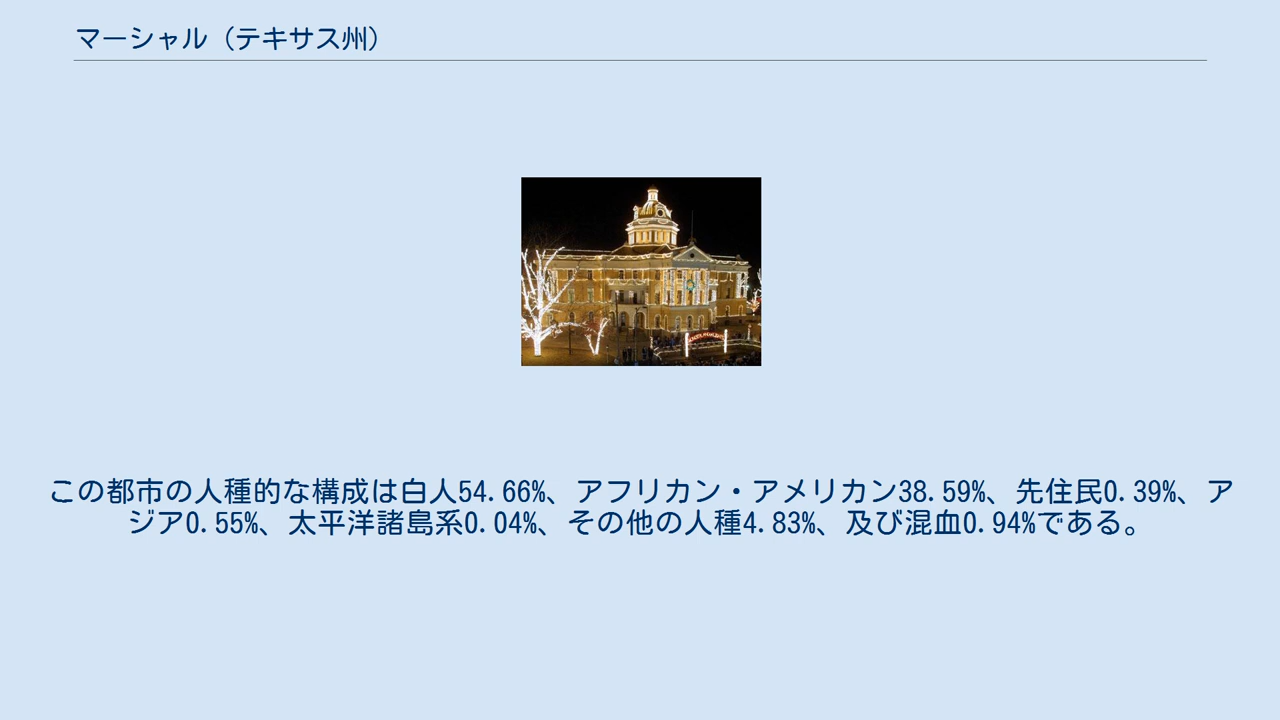 マーシャル（テキサス州）
この都市の人種的な構成は白人54.66%、アフリカン・アメリカン38.59%、先住民0.39%、ア
ジア0.55%、太平洋諸島系0.04%、その他の人種4.83%、及び混血0.94%である。